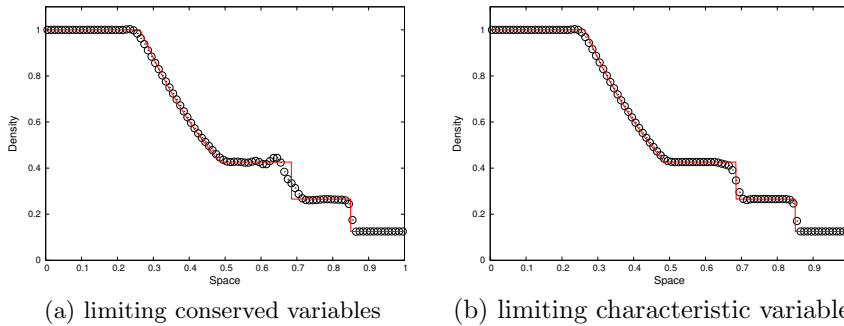 Density
1
0.8
0.6
0.4
0.2
0
0 0.1 0.2 0.3 0.4 0.5 0.6 0.7 0.8 0.9 1
Space
(a) limiting conserved variables
Density
1
0.8
0.6
0.4
0.2
0
0 0.1 0.2 0.3 0.4 0.5 0.6 0.7 0.8 0.9
Space
(b) limiting characteristic variable